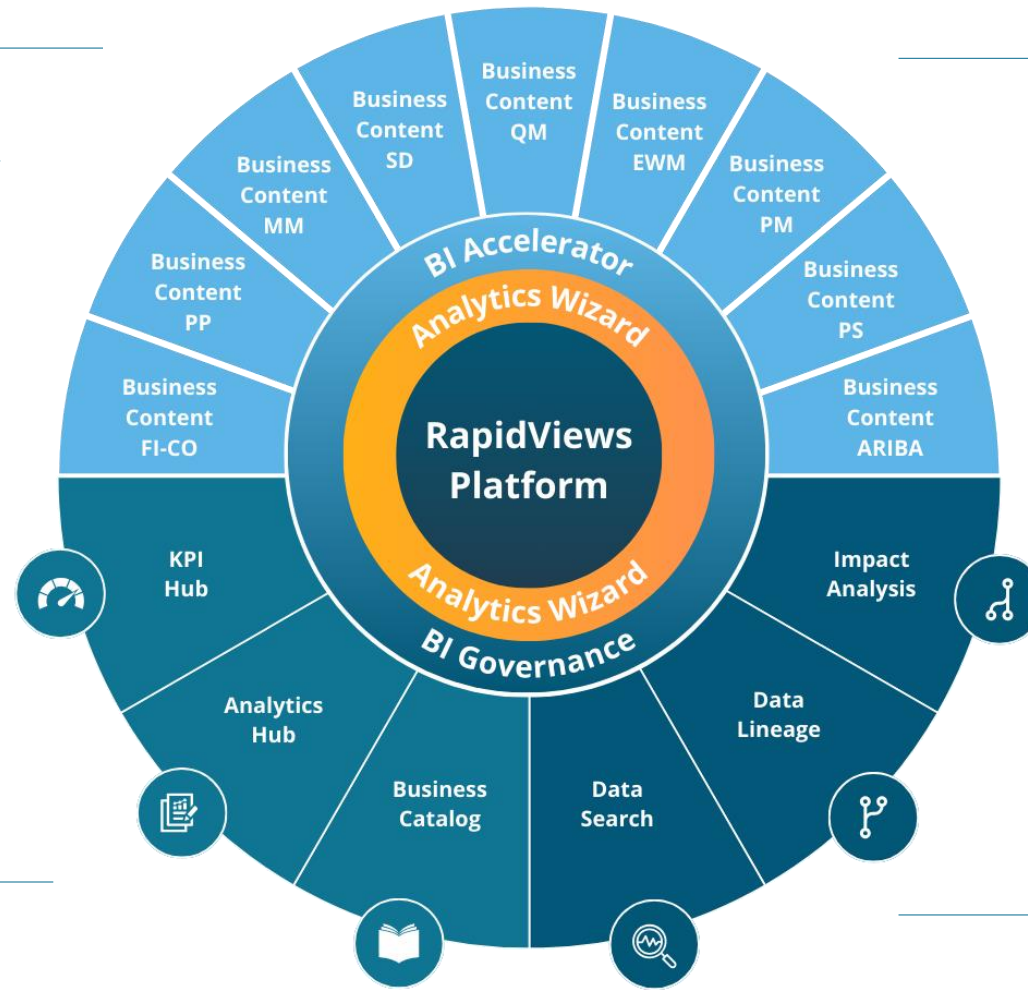 Business
Content
FI-CO
Business
Content
PP
Business
Content
MM
Business
Content
SD
Business
Content
QM
Business
Content
EWM
Business
Content
PM
Business
Content
PS
Business
Content
ARIBA
BI Accelerator
Analytics Wizard
RapidViews
Platform
Analytics Wizard
BI Governance
KPI
Hub
Analytics
Hub
Business
Catalog
Data
Search
Data
Lineage
Impact
Analysis